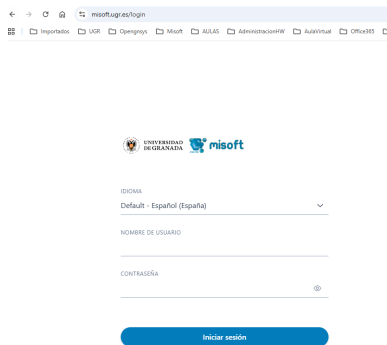 misoft.ugr.es/login
Importados UGR Opengnsys Misoft AULAS AdministracionHW AulaVirtual Office365
UNIVERSIDAD
DE GRANADA
misoft
IDIOMA
Default - Español (España)
NOMBRE DE USUARIO
CONTRASEÑA
Iniciar sesión